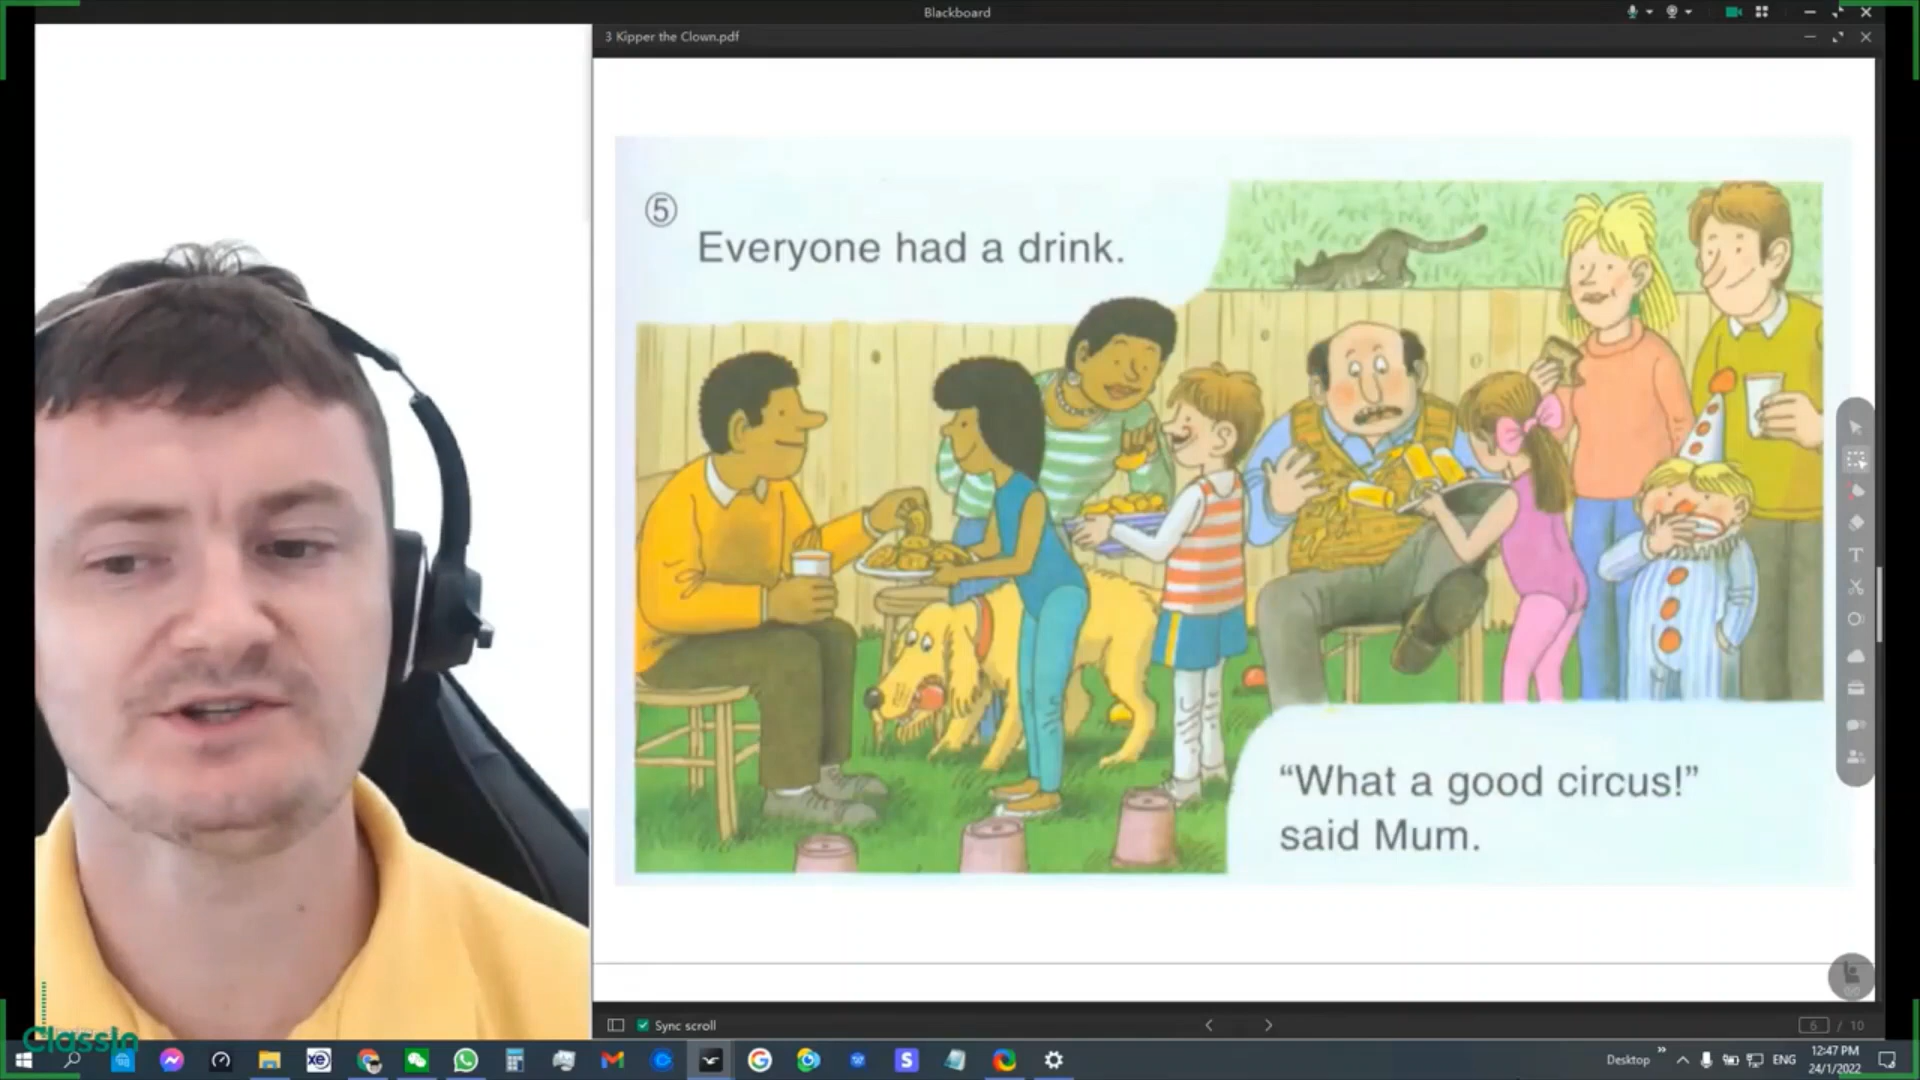 Blackboard
3 Kipper the Clown.pdf
5
Everyone had a drink.
“What a good circus!”
said Mum.
T
Sync scroll
6 / 10
ClassIn
xe
Desktop
ENG
12:47 PM
24/1/2022